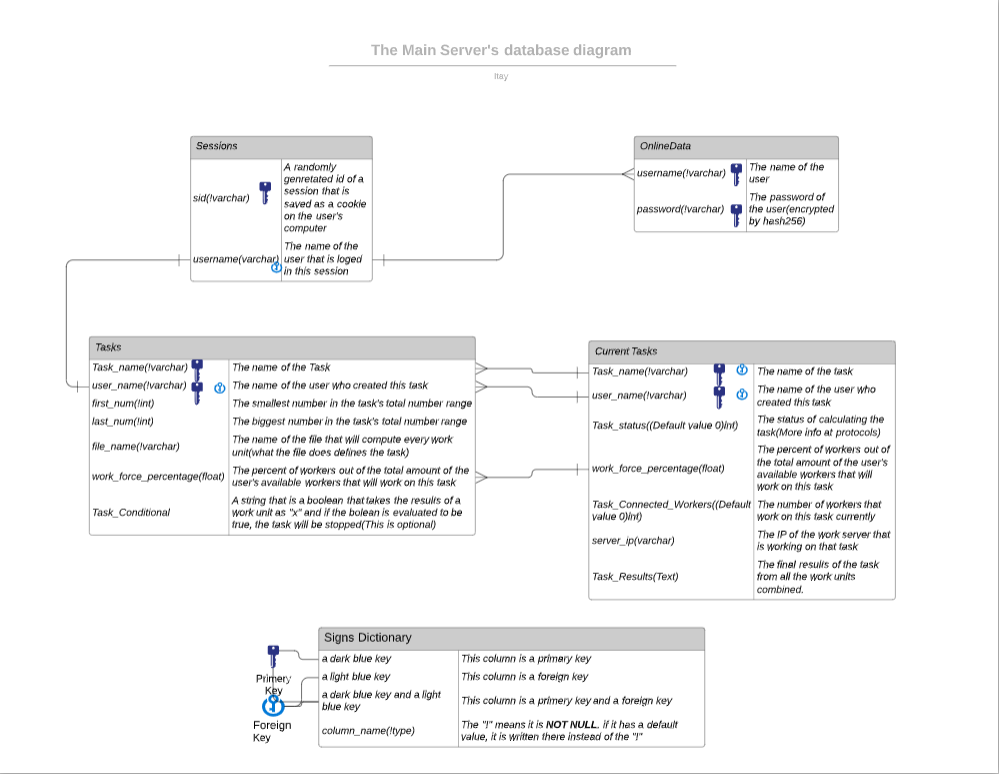 The Main Server's database diagram
Itay
Sessions
sid(!varchar)
A randomly
genretated id of a
session that is
saved as a cookie
on the user's
computer
username(varchar)
The name of the
user that is loged
in this session
OnlineData
username(!varchar)
The name of the
user
password(!varchar)
The password of
the user(encrypted
by hash256)
Tasks
Task_name(!varchar)
The name of the Task
user_name(!varchar)
The name of the user who created this task
first_num(!int)
The smallest number in the task's total number range
last_num(!int)
The biggest number in the task's total number range
file_name(!varchar)
The name of the file that will compute every work
unit(what the file does defines the task)
work_force_percentage(float)
The percent of workers out of the total amount of the
user's available workers that will work on this task
Task_Conditional
A string that is a boolean that takes the results of a
work unit as "x" and if the bolean is evaluated to be
true, the task will be stopped(This is optional)
Current Tasks
Task_name(!varchar)
The name of the task
user_name(!varchar)
The name of the user who
created this task
Task_status((Default value 0)int)
The status of calculating the
task(More info at protocols)
work_force_percentage(float)
The percent of workers out of
the total amount of the user's
available workers that will
work on this task
Task_Connected_Workers((Default
value 0)int)
The number of workers that
work on this task currently
server_ip(varchar)
The IP of the work server that
is working on that task
Task_Results(Text)
The final results of the task
from all the work units
combined.
Primery
Key
Foreign
Key
Signs Dictionary
a dark blue key
This column is a primery key
a light blue key
This column is a foreign key
a dark blue key and a light
blue key
This column is a primery key and a foreign key
column_name(!type)
The "!" means it is NOT NULL. if it has a default
value, it is written there instead of the "!"